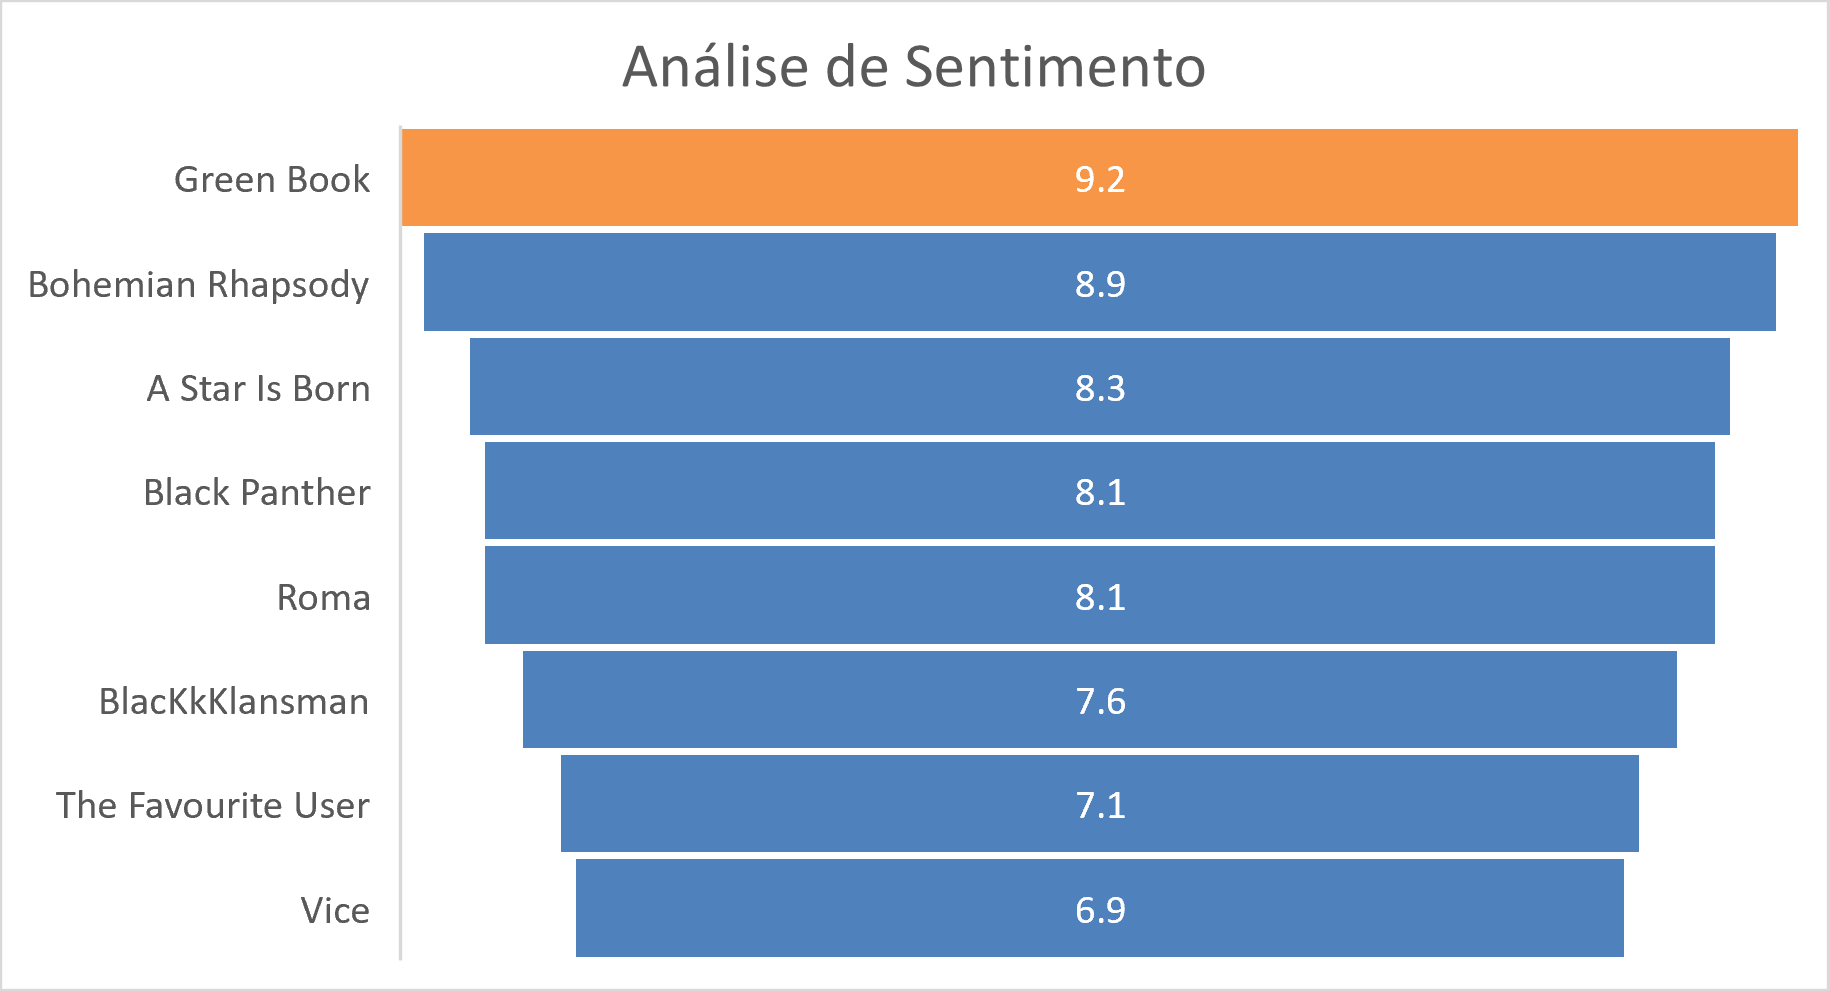 Análise de Sentimento
Green Book 9.2
Bohemian Rhapsody 8.9
A Star Is Born 8.3
Black Panther 8.1
Roma 8.1
BlacKkKlansman 7.6
The Favourite User 7.1
Vice 6.9